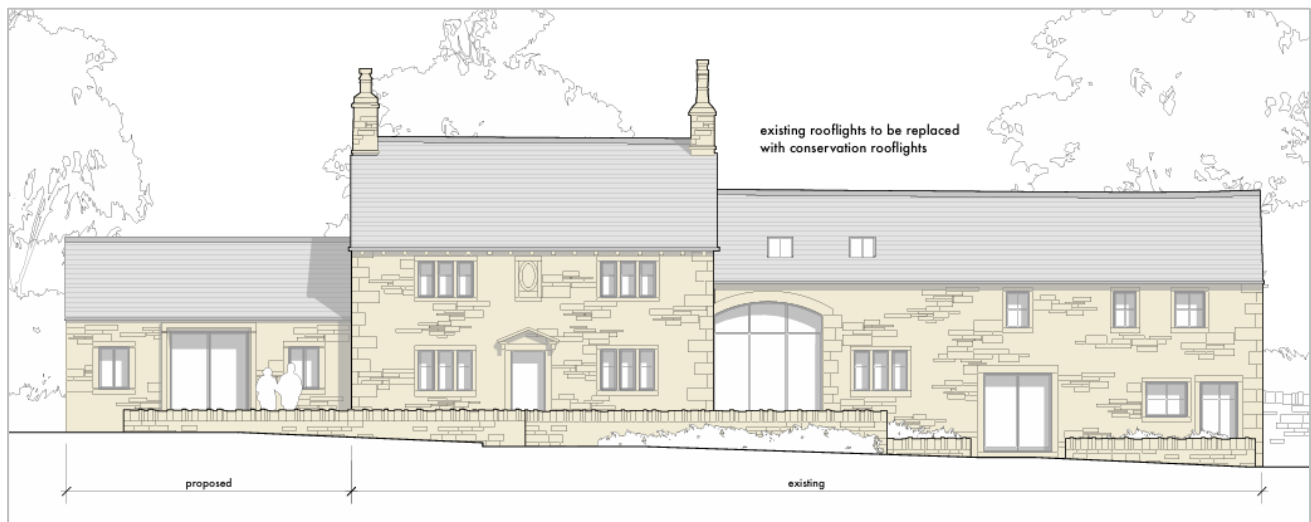 existing rooflights to be replaced
with conservation rooflights
proposed
existing